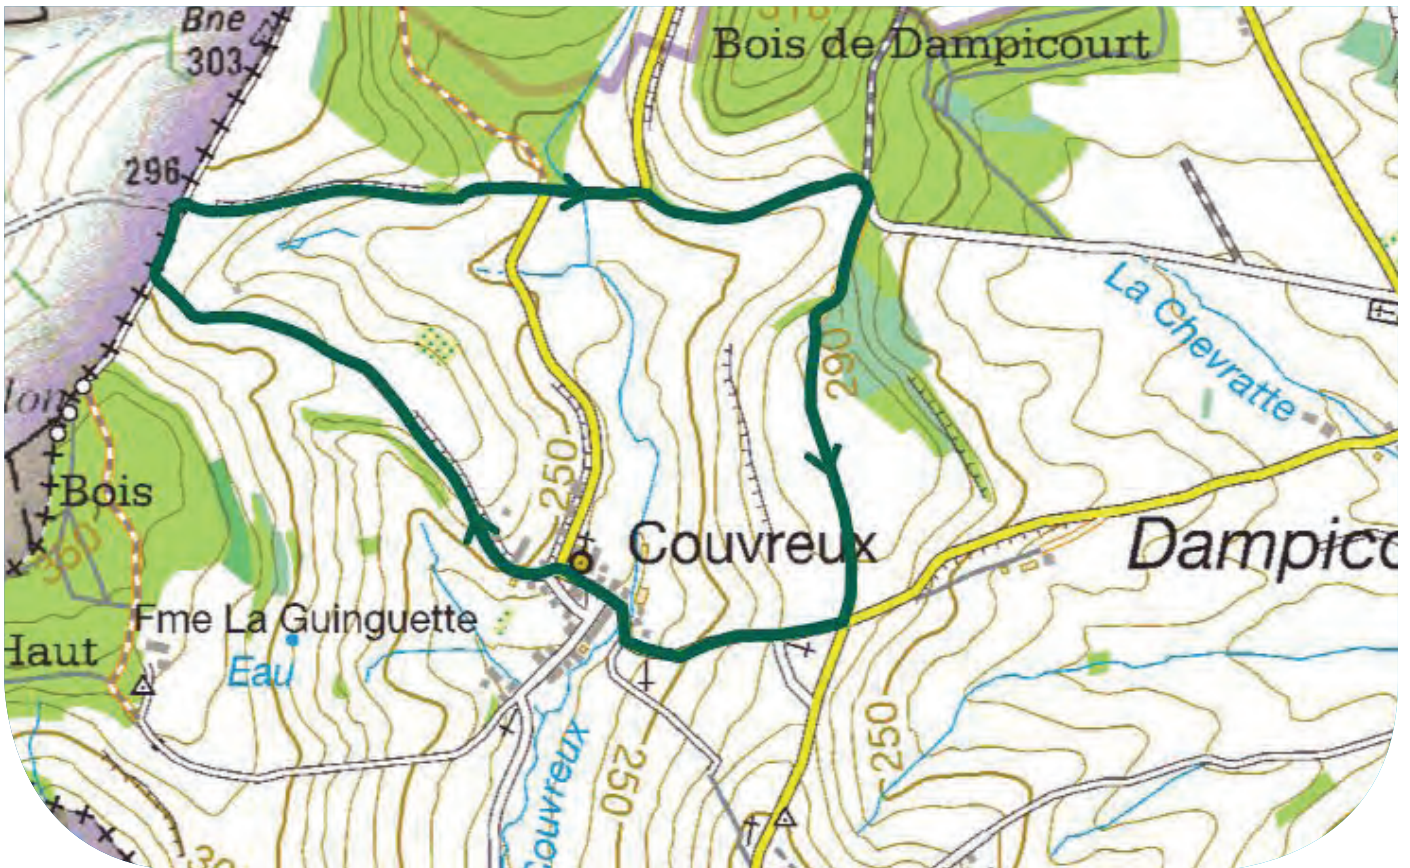 Bne
303
Bois de Dampicourt
296
La Chevratte
290
250
Bois
Couvreux
Dampico
Fme La Guinguette
Eau
Haut
250
250
Couvreux